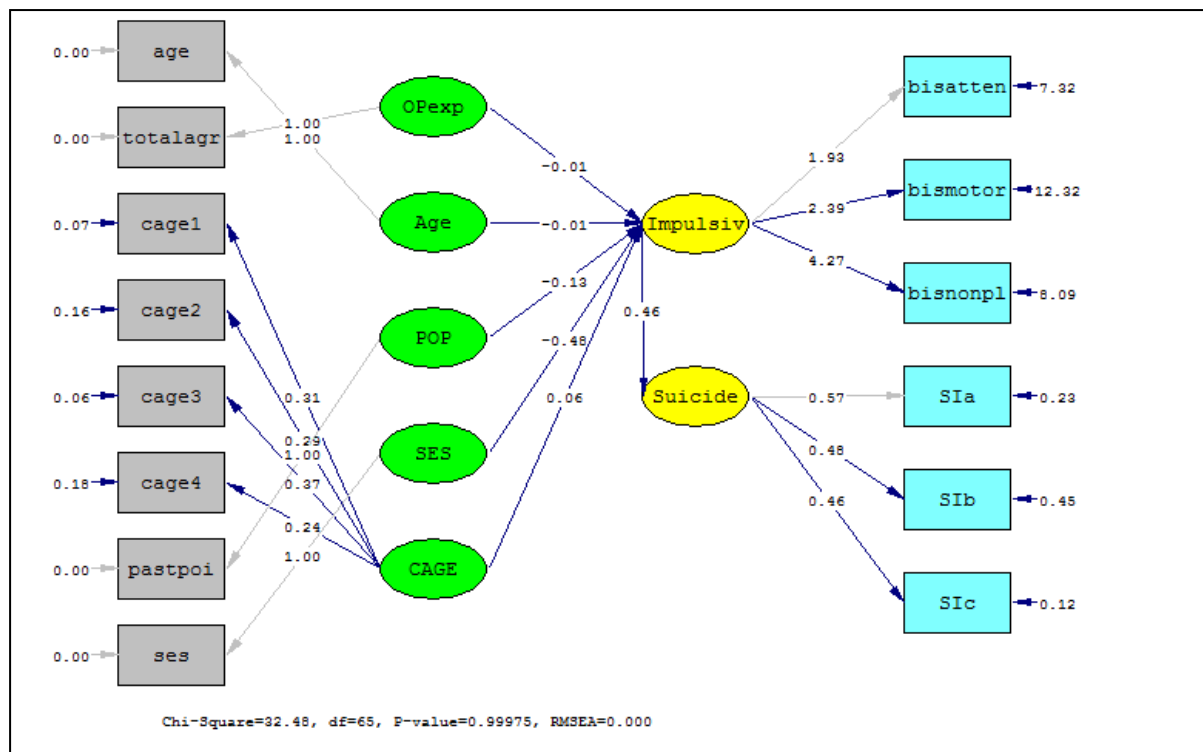 0.00
age
0.00
totalagr
0.07
cage1
0.16
cage2
0.06
cage3
0.18
cage4
0.00
pastpoi
0.00
ses
1.00
1.00
0.31
0.29
1.00
0.37
0.24
1.00
OPexp
Age
POP
SES
CAGE
-0.01
-0.01
-0.13
-0.48
0.06
Impulsiv
0.46
Suicide
1.93
2.39
4.27
0.57
0.48
0.46
bisatten
7.32
bismotor
12.32
bisnonpl
8.09
SIa
0.23
SIb
0.45
SIc
0.12
Chi-Square=32.48, df=65, P-value=0.99975, RMSEA=0.000